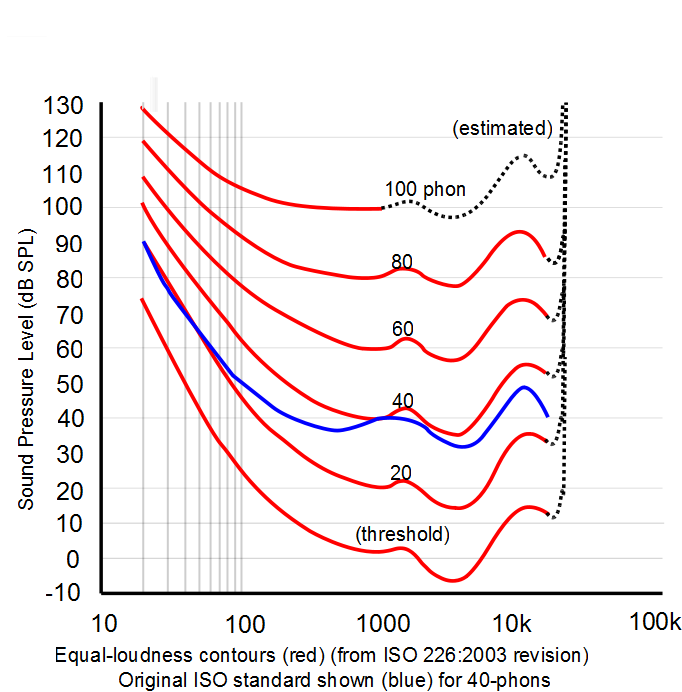 130
120
110
100
90
80
70
60
50
40
30
20
10
0
-10
Sound Pressure Level (dB SPL)
(estimated)
100 phon
80
60
40
20
(threshold)
10 100 1000 10k 100k
Equal-loudness contours (red) (from ISO 226:2003 revision)
Original ISO standard shown (blue) for 40-phons